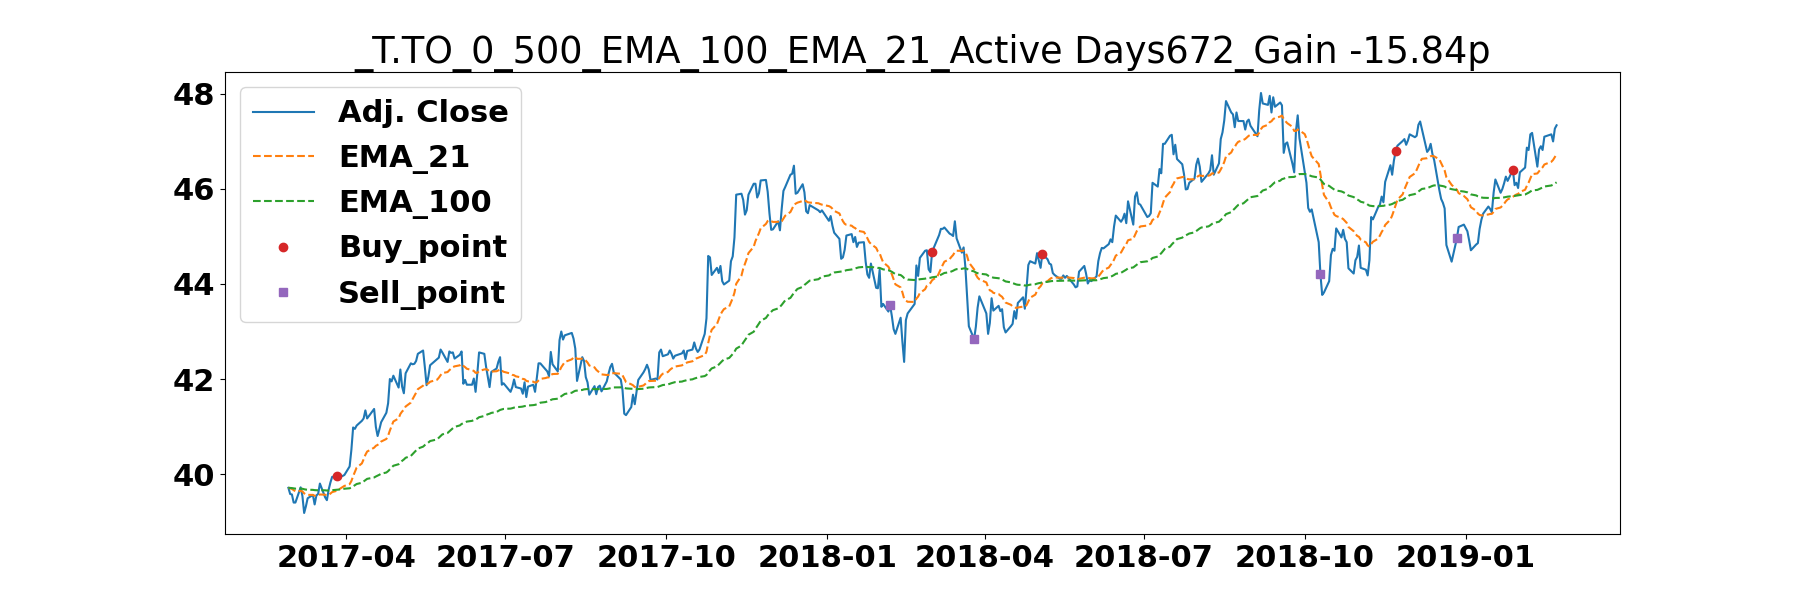 _T.TO_0_500_EMA_100_EMA_21_Active Days672_Gain -15.84p
48
46
44
42
40
Adj. Close
EMA_21
EMA_100
Buy_point
Sell_point
2017-04 2017-07 2017-10 2018-01 2018-04 2018-07 2018-10 2019-01